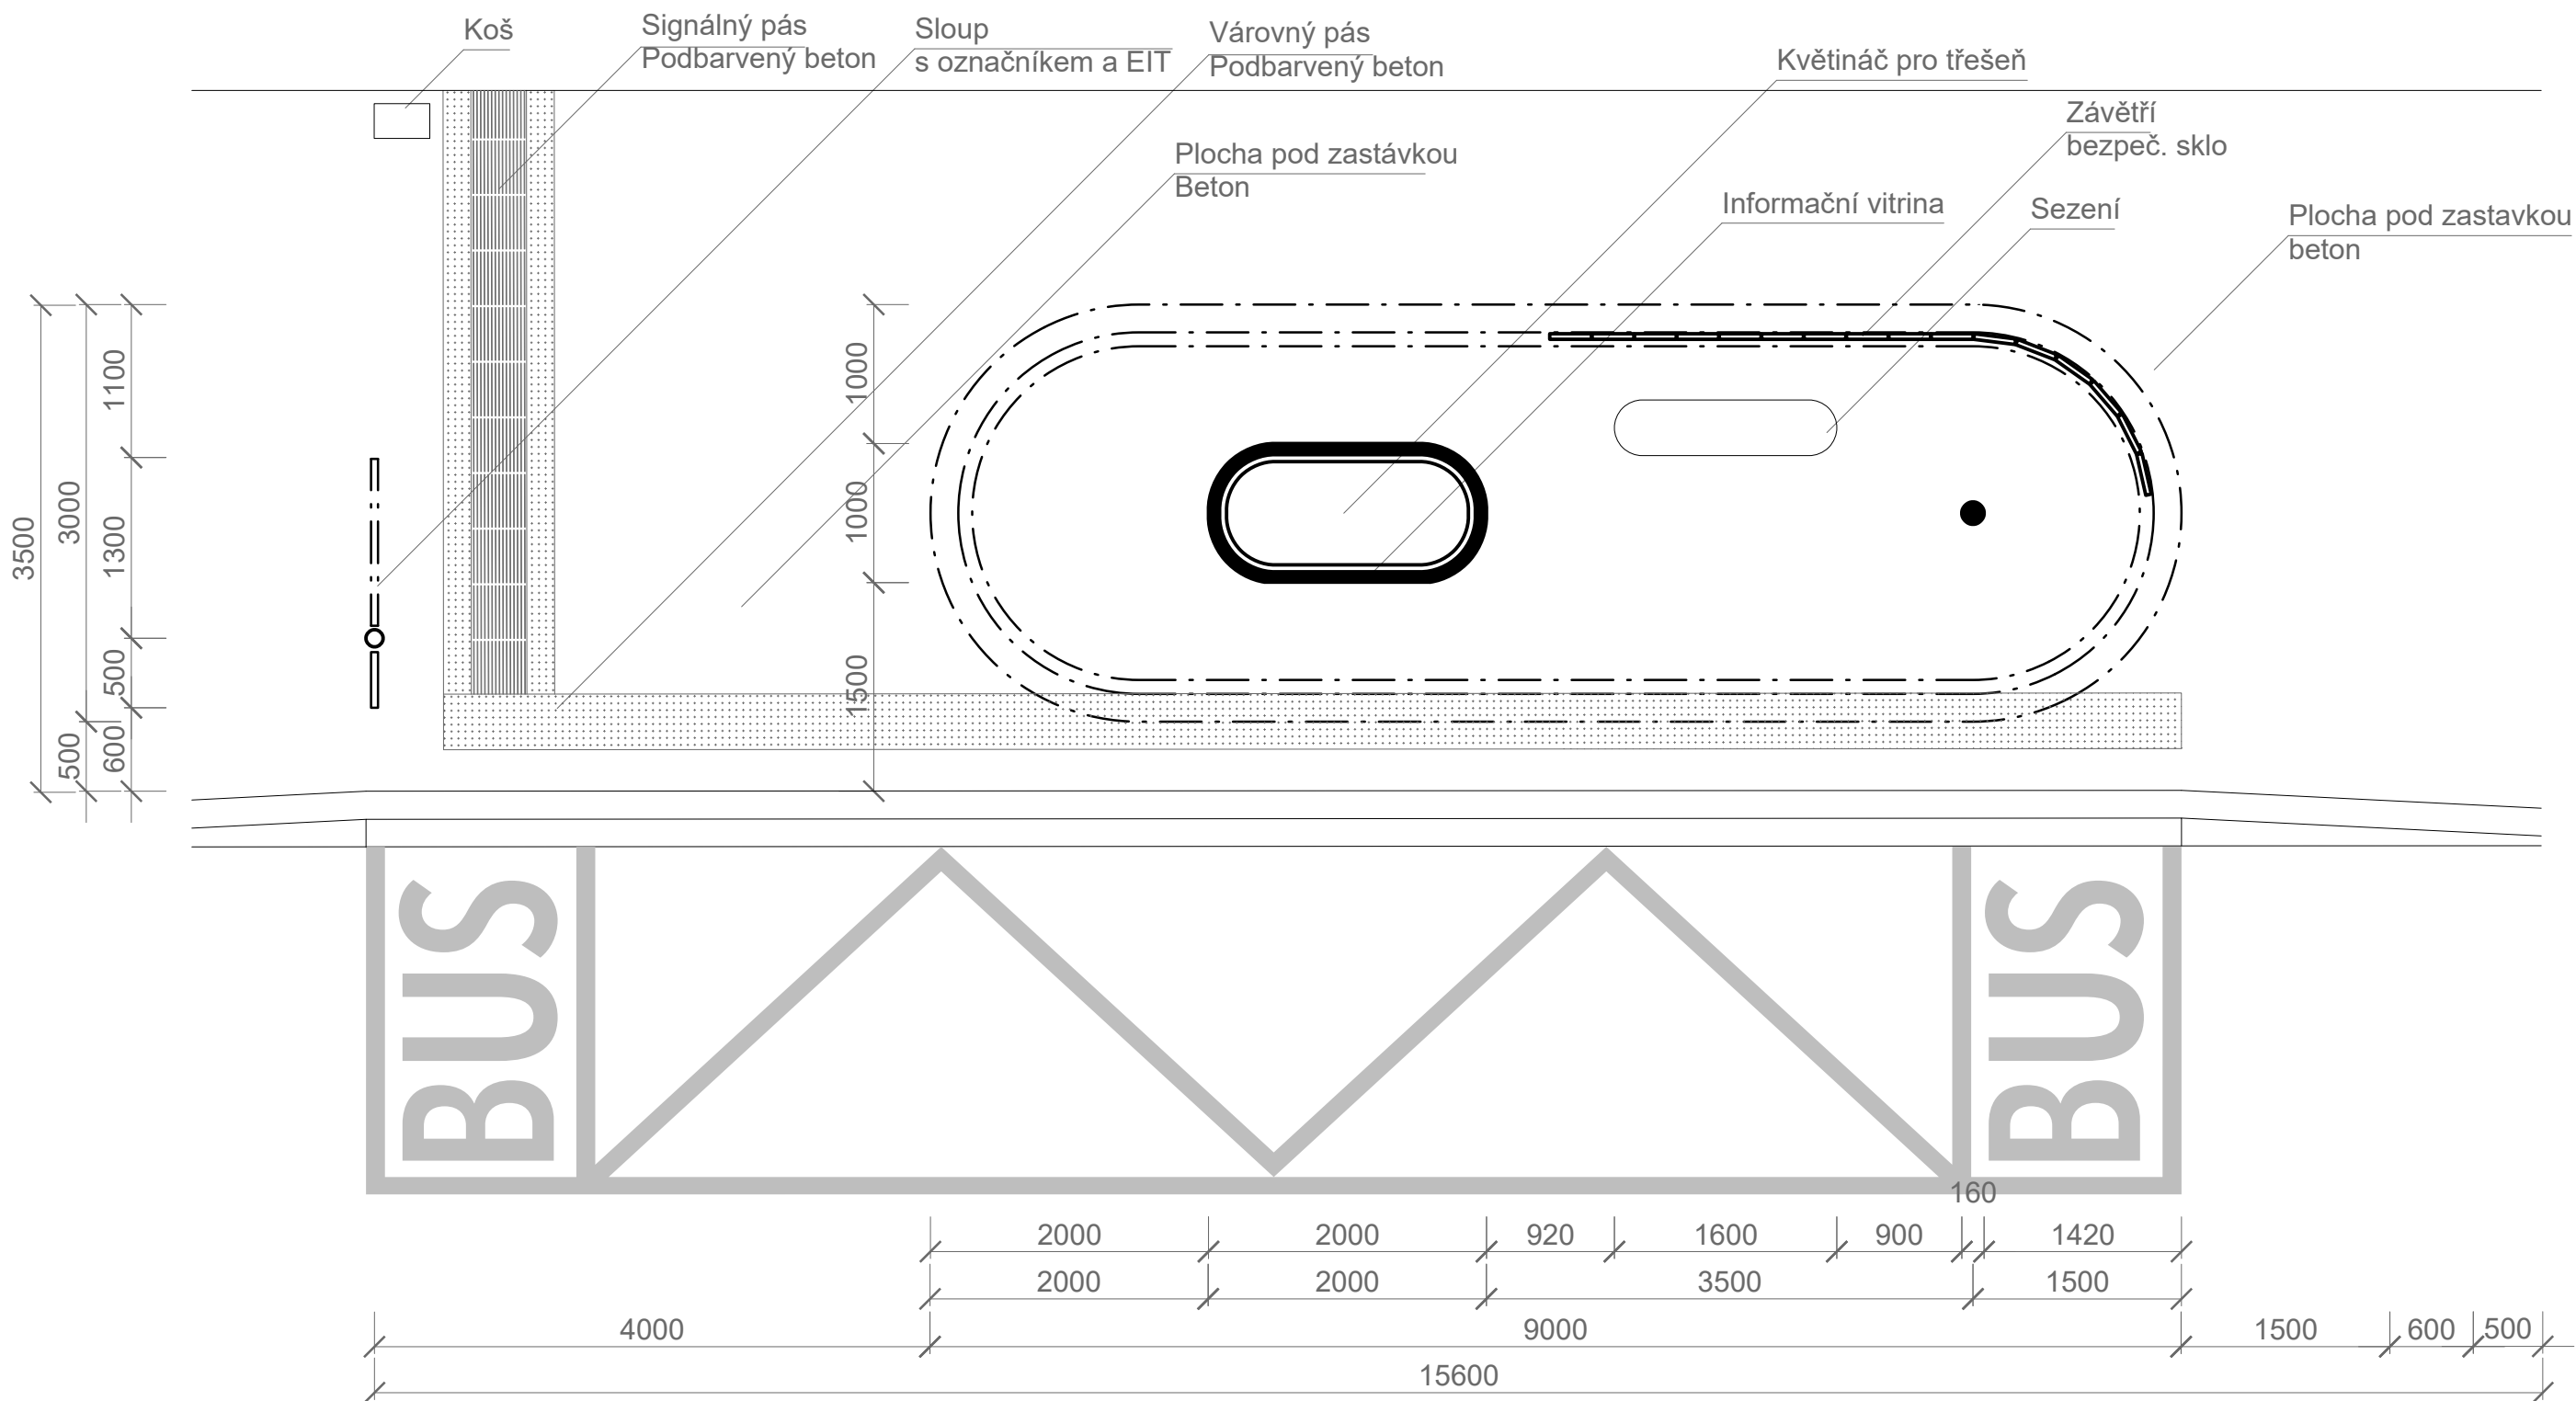 Koš
Signálný pás
Podbarvený beton
Sloup
s označníkem a EIT
Várovný pás
Podbarvený beton
Květináč pro třešeň
Závětří
bezpeč. sklo
Plocha pod zastávkou
Beton
Informační vitrina
Sezení
Plocha pod zastavkou
beton
3500
3000
500
1100
1300
500
600
1000
1000
1500
BUS
BUS
160
2000
2000
920
1600
900
1420
2000
2000
3500
1500
4000
9000
1500
600
500
15600